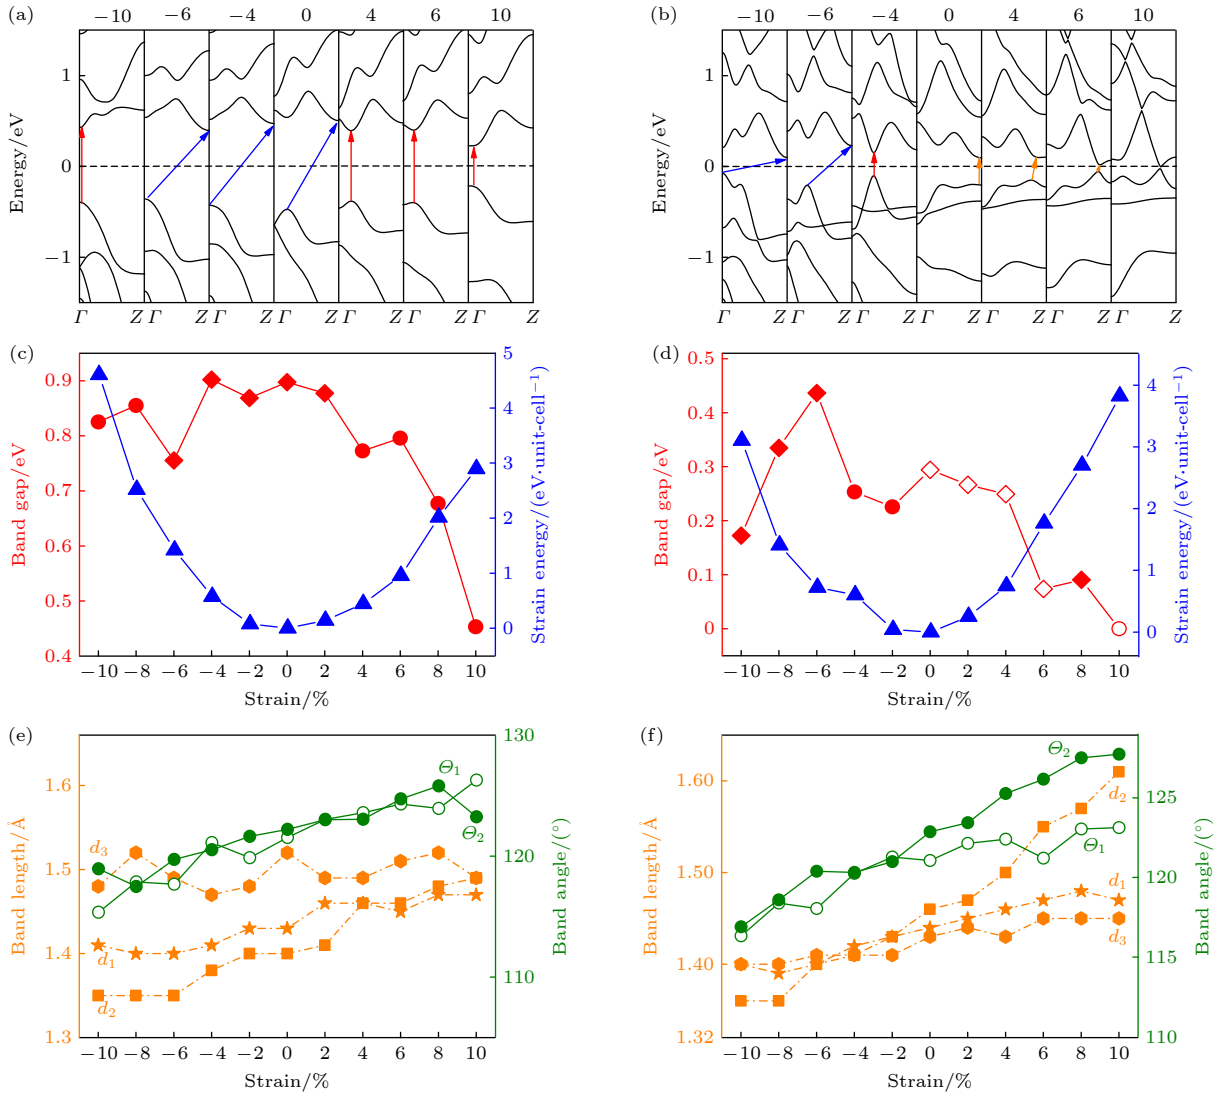 (a) −10 −6 −4 0 4 6 10
Energy/eV
1
0
−1
Γ Z Γ Z Γ Z Γ Z Γ Z Γ Z Z
(b) −10 −6 −4 0 4 6 10
Energy/eV
1
0
−1
Γ Z Γ Z Γ Z Γ Z Γ Z Γ Z Γ Z
(c)
Band gap/eV
0.9
0.8
0.7
0.6
0.5
0.4
5
4
3
2
1
0
Strain energy/(eV·unit-cell⁻¹)
−10 −8 −6 −4 −2 0 2 4 6 8 10
Strain/%
(d)
Band gap/eV
0.5
0.4
0.3
0.2
0.1
0
4
3
2
1
0
Strain energy/(eV·unit-cell⁻¹)
−10 −8 −6 −4 −2 0 2 4 6 8 10
Strain/%
(e)
Band length/Å
1.6
1.5
1.4
1.3
130
120
110
Band angle/(°)
Θ₁
Θ₂
d₃
d₁
d₂
−10 −8 −6 −4 −2 0 2 4 6 8 10
Strain/%
(f)
Band length/Å
1.60
1.50
1.40
1.32
125
120
115
110
Band angle/(°)
Θ₂
d₂
Θ₁
d₁
d₃
−10 −8 −6 −4 −2 0 2 4 6 8 10
Strain/%